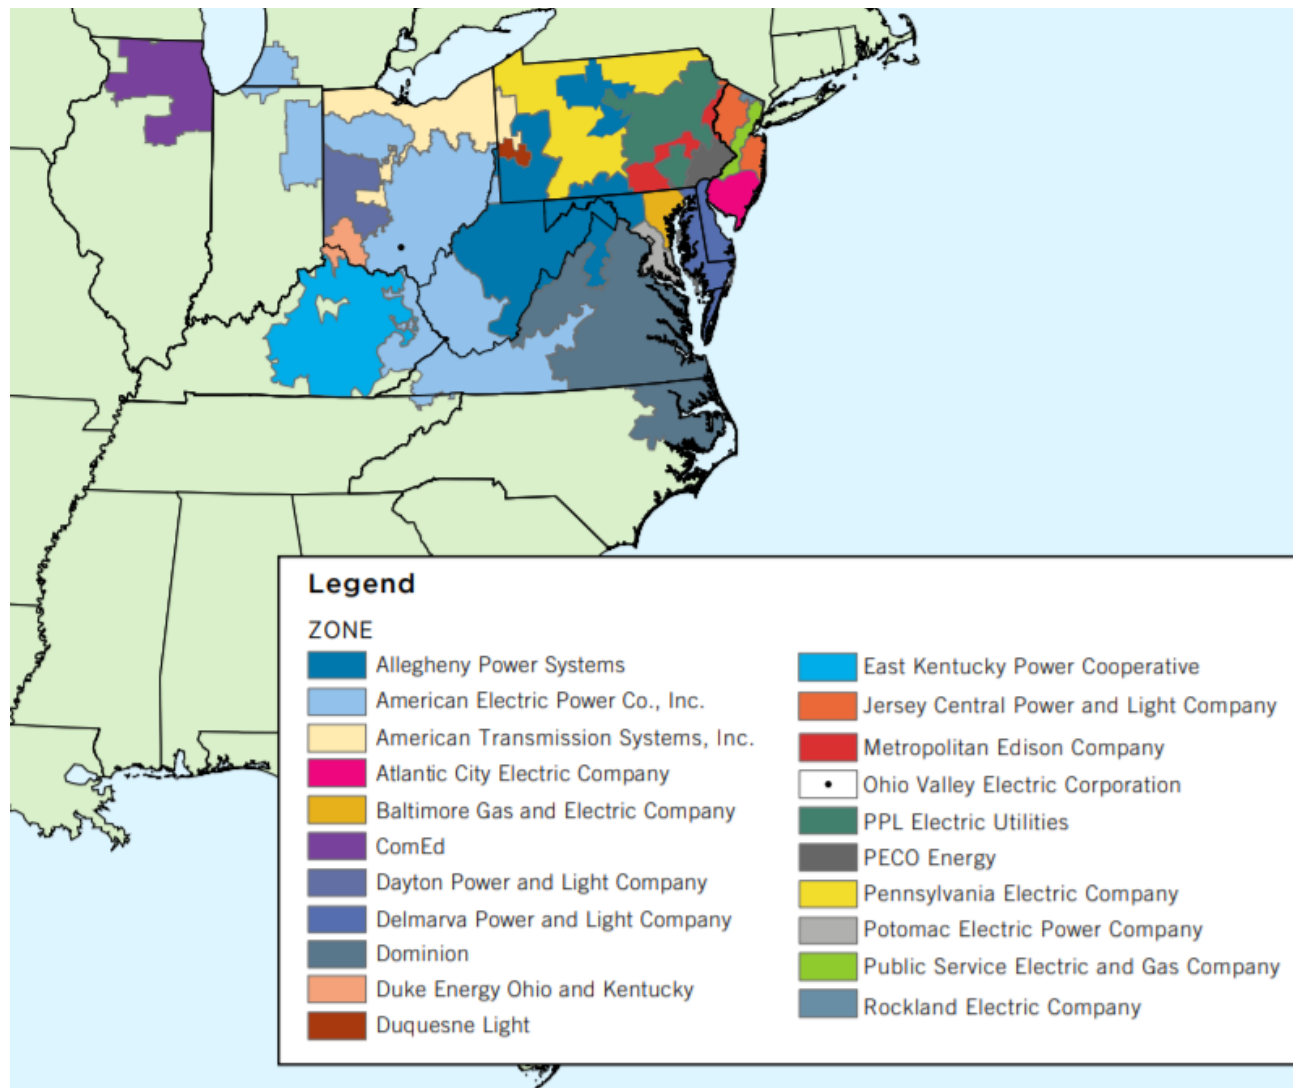 Legend
ZONE
Allegheny Power Systems
American Electric Power Co., Inc.
American Transmission Systems, Inc.
Atlantic City Electric Company
Baltimore Gas and Electric Company
ComEd
Dayton Power and Light Company
Delmarva Power and Light Company
Dominion
Duke Energy Ohio and Kentucky
Duquesne Light
East Kentucky Power Cooperative
Jersey Central Power and Light Company
Metropolitan Edison Company
Ohio Valley Electric Corporation
PPL Electric Utilities
PECO Energy
Pennsylvania Electric Company
Potomac Electric Power Company
Public Service Electric and Gas Company
Rockland Electric Company